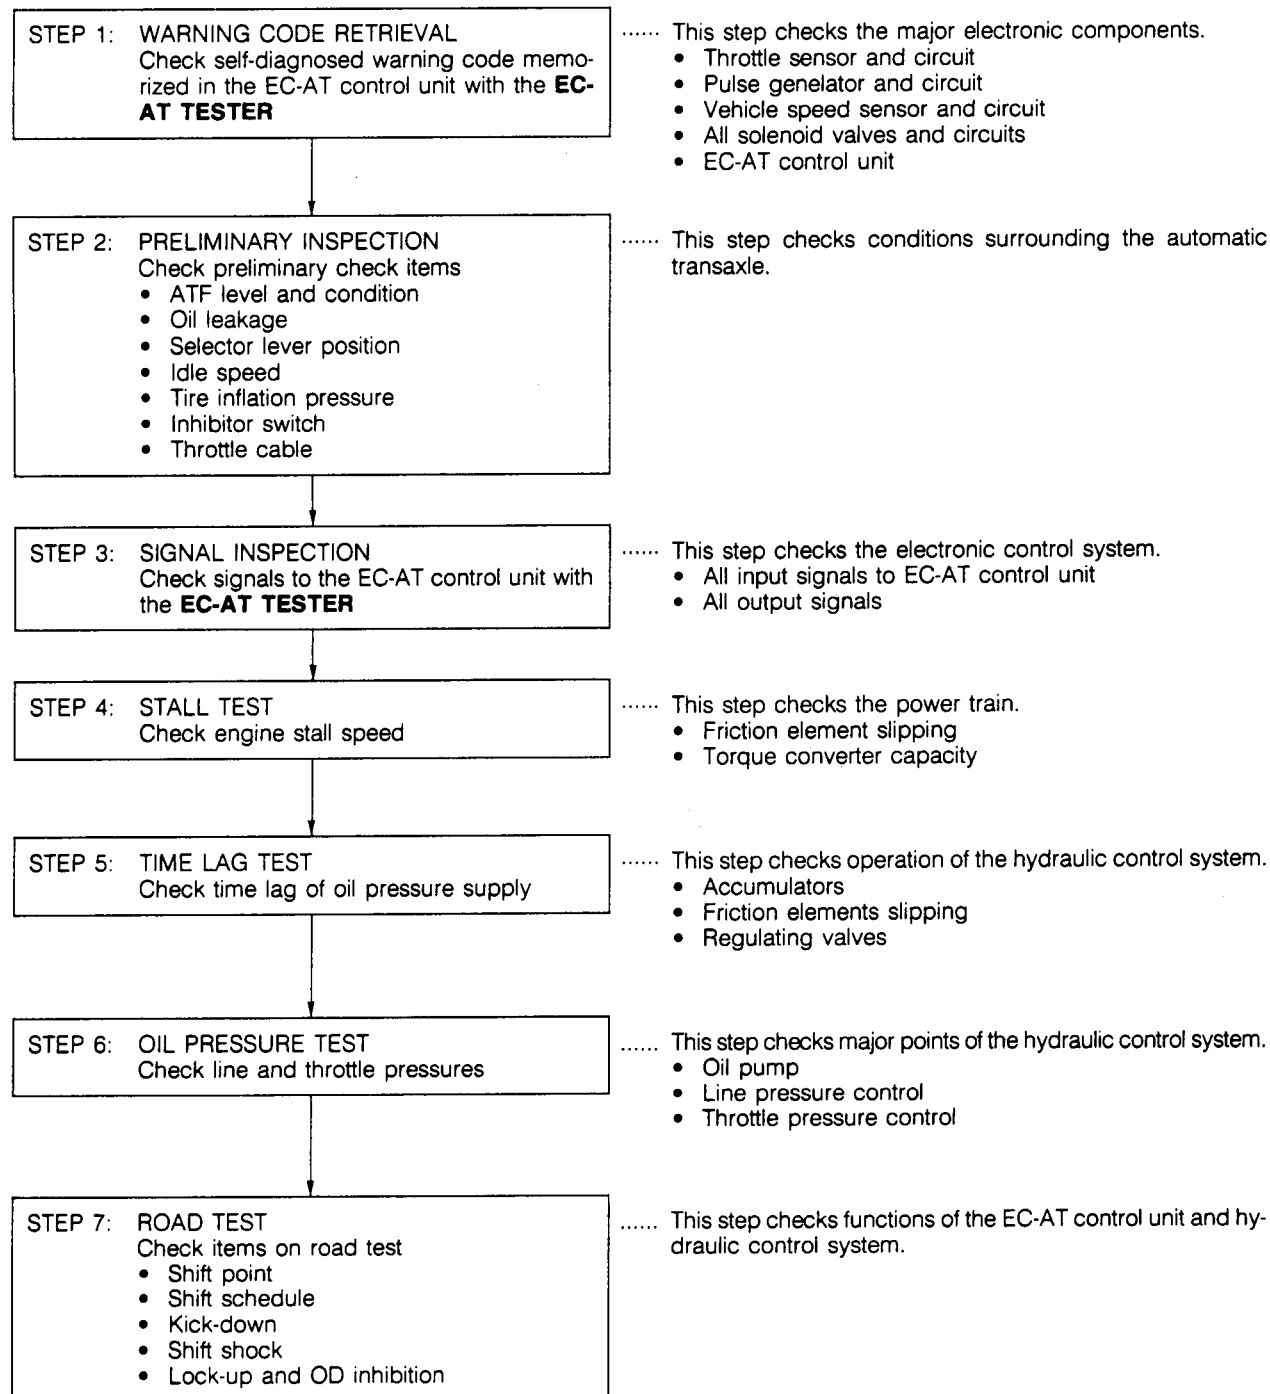 STEP 1: WARNING CODE RETRIEVAL
Check self-diagnosed warning code memo-
rized in the EC-AT control unit with the EC-
AT TESTER
...... This step checks the major electronic components.
• Throttle sensor and circuit
• Pulse genelator and circuit
• Vehicle speed sensor and circuit
• All solenoid valves and circuits
• EC-AT control unit
STEP 2: PRELIMINARY INSPECTION
Check preliminary check items
• ATF level and condition
• Oil leakage
• Selector lever position
• Idle speed
• Tire inflation pressure
• Inhibitor switch
• Throttle cable
...... This step checks conditions surrounding the automatic
transaxle.
STEP 3: SIGNAL INSPECTION
Check signals to the EC-AT control unit with
the EC-AT TESTER
...... This step checks the electronic control system.
• All input signals to EC-AT control unit
• All output signals
STEP 4: STALL TEST
Check engine stall speed
...... This step checks the power train.
• Friction element slipping
• Torque converter capacity
STEP 5: TIME LAG TEST
Check time lag of oil pressure supply
...... This step checks operation of the hydraulic control system.
• Accumulators
• Friction elements slipping
• Regulating valves
STEP 6: OIL PRESSURE TEST
Check line and throttle pressures
...... This step checks major points of the hydraulic control system.
• Oil pump
• Line pressure control
• Throttle pressure control
STEP 7: ROAD TEST
Check items on road test
• Shift point
• Shift schedule
• Kick-down
• Shift shock
• Lock-up and OD inhibition
...... This step checks functions of the EC-AT control unit and hy-
draulic control system.